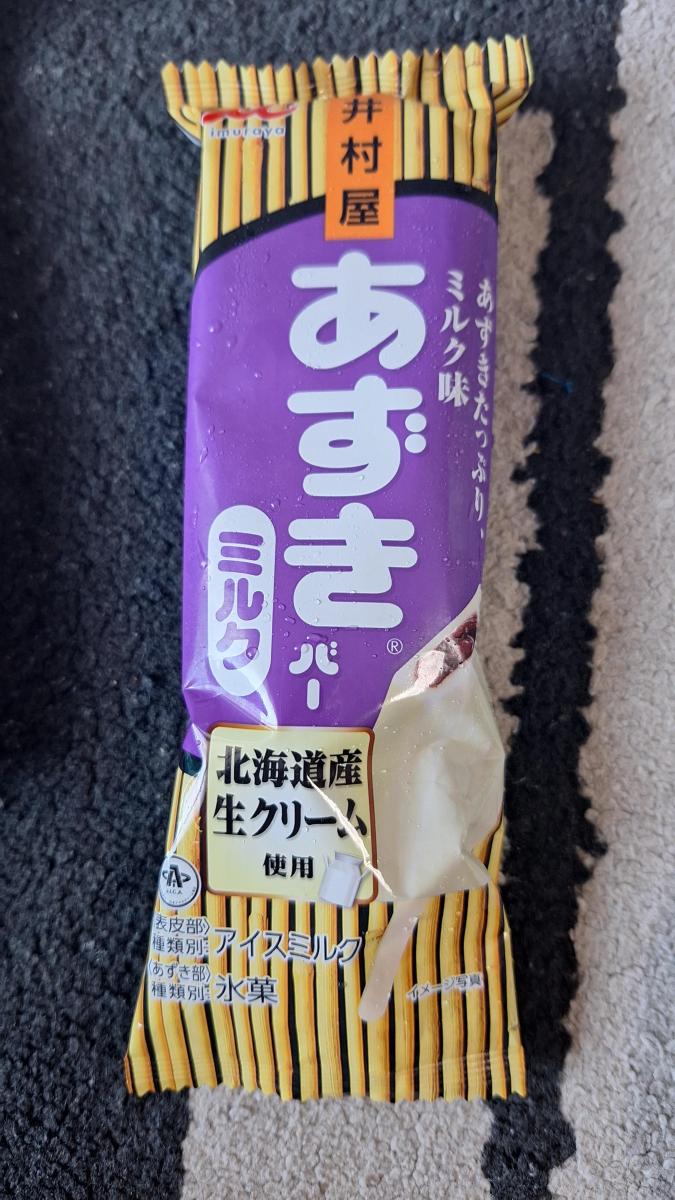 imuraya
井村屋
あずきたっぷり、
ミルク味
あずきバー®
ミルク
北海道産
生クリーム
使用
〈表皮部〉
種類別:アイスミルク
〈あずき部〉
種類別:氷菓
イメージ写真